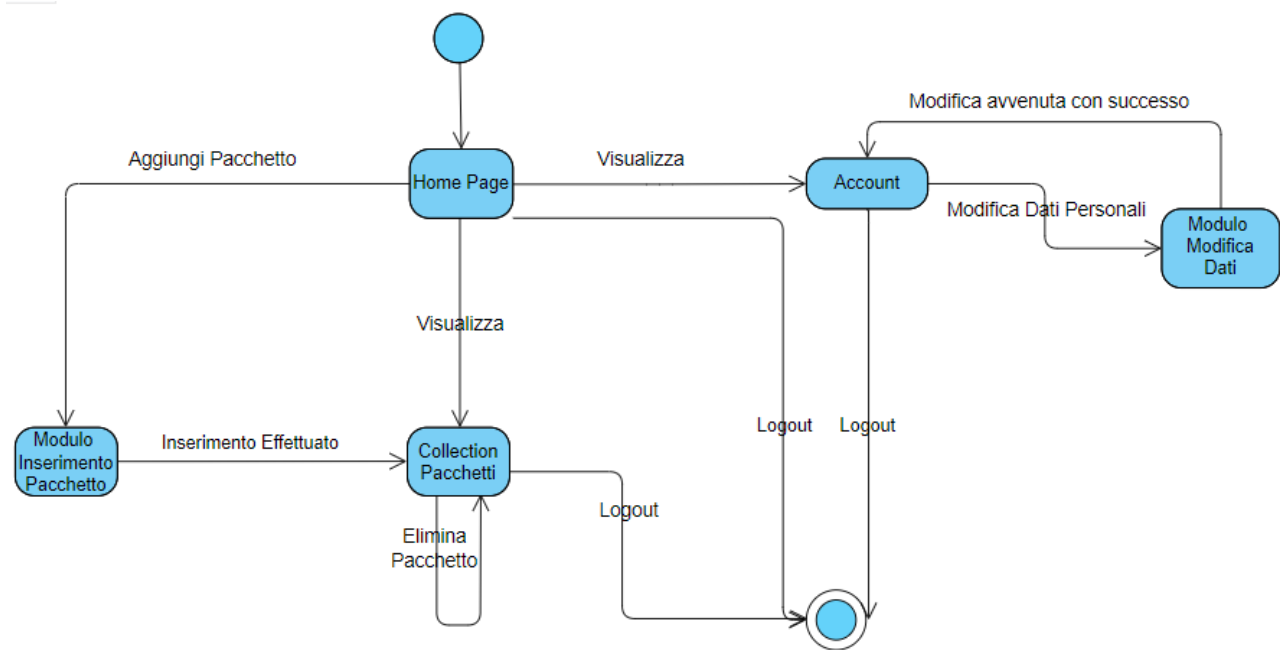 Modifica avvenuta con successo
Aggiungi Pacchetto
Visualizza
Home Page
Account
Modifica Dati Personali
Modulo
Modifica
Dati
Visualizza
Modulo
Inserimento
Pacchetto
Inserimento Effettuato
Collection
Pacchetti
Logout
Logout
Logout
Elimina
Pacchetto